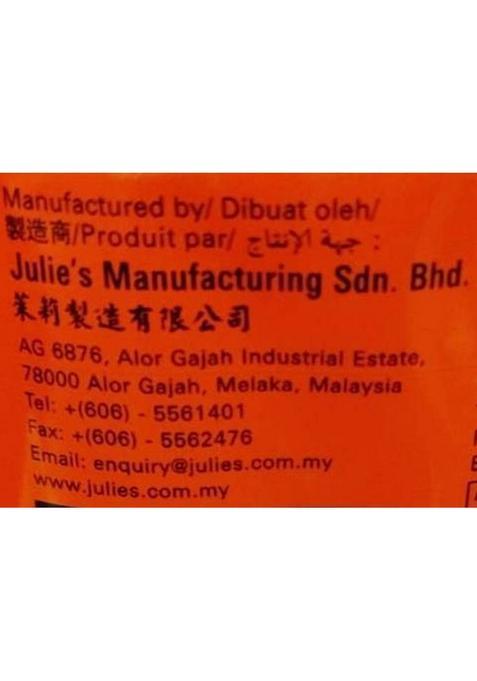 Manufactured by/ Dibuat oleh/
製造商/Produit par/ جهة الإنتاج :
Julie's Manufacturing Sdn. Bhd.
茱莉製造有限公司
AG 6876, Alor Gajah Industrial Estate,
78000 Alor Gajah, Melaka, Malaysia
Tel: +(606) - 5561401
Fax: +(606) - 5562476
Email: enquiry@julies.com.my
www.julies.com.my